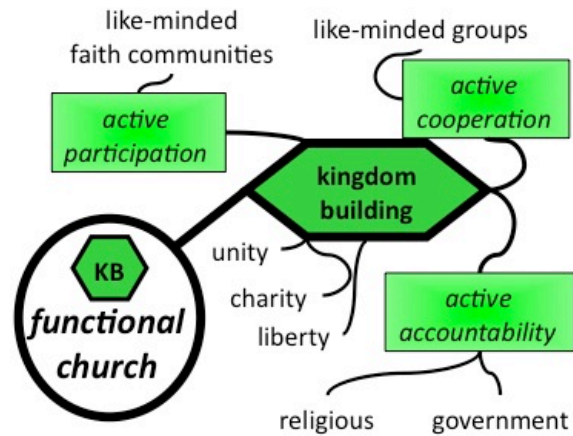 like-minded
faith communities
like-minded groups
active
participation
active
cooperation
kingdom
building
unity
charity
liberty
KB
functional
church
active
accountability
religious
government